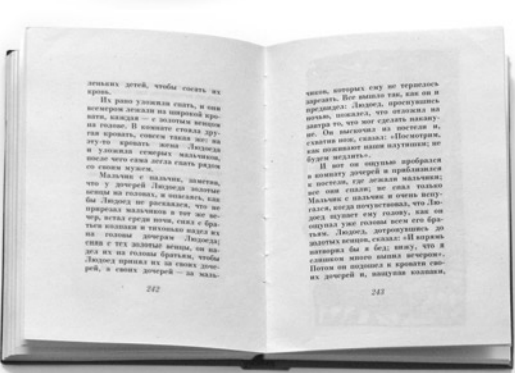 леньких детей, чтобы сосать их
кровь.
Их рано уложили спать, и они
всемером лежали на широкой кро-
вати, каждая — с золотым венцом
на голове. В комнате стояла дру-
гая кровать, совсем такая же; на
эту-то кровать жена Людоеда
и уложила семерых мальчиков,
после чего сама легла спать рядом
со своим мужем.
Мальчик с пальчик, заметив,
что у дочерей Людоеда золотые
венцы на головах, и опасаясь, как
бы Людоед не раскаялся, что не
прирезал мальчиков в тот же ве-
чер, встал среди ночи, снял с брать-
тьев колпаки и тихонько надел их
на головы дочерям Людоеда;
сняв с тех золотые венцы, он на-
дел их на головы братьям, чтобы
Людоед принял их за своих доче-
рей, а своих дочерей — за маль-
242
чиков, которых ему не терпелось
зарезать. Все вышло так, как он и
предвидел: Людоед, проснувшись
ночью, пожалел, что отложил на
завтра то, что мог сделать накану-
не. Он выскочил из постели и,
схватив нож, сказал: «Посмотрим,
как поживают наши плутишки; не
будем медлить».
И вот он ощупью пробрался
в комнату дочерей и приблизился
к постели, где лежали мальчики;
все они спали; не спал только
Мальчик с пальчик и очень испу-
гался, когда почувствовал, что Лю-
доед щупает ему голову, как он
ощупал уже головы всем его бра-
тьям. Людоед, дотронувшись до
золотых венцов, сказал: «И впрямь
натворил бы я бед; вижу, что я
слишком много выпил вечером».
Потом он подошел к кровати сво-
их дочерей и, нащупав колпаки,
243